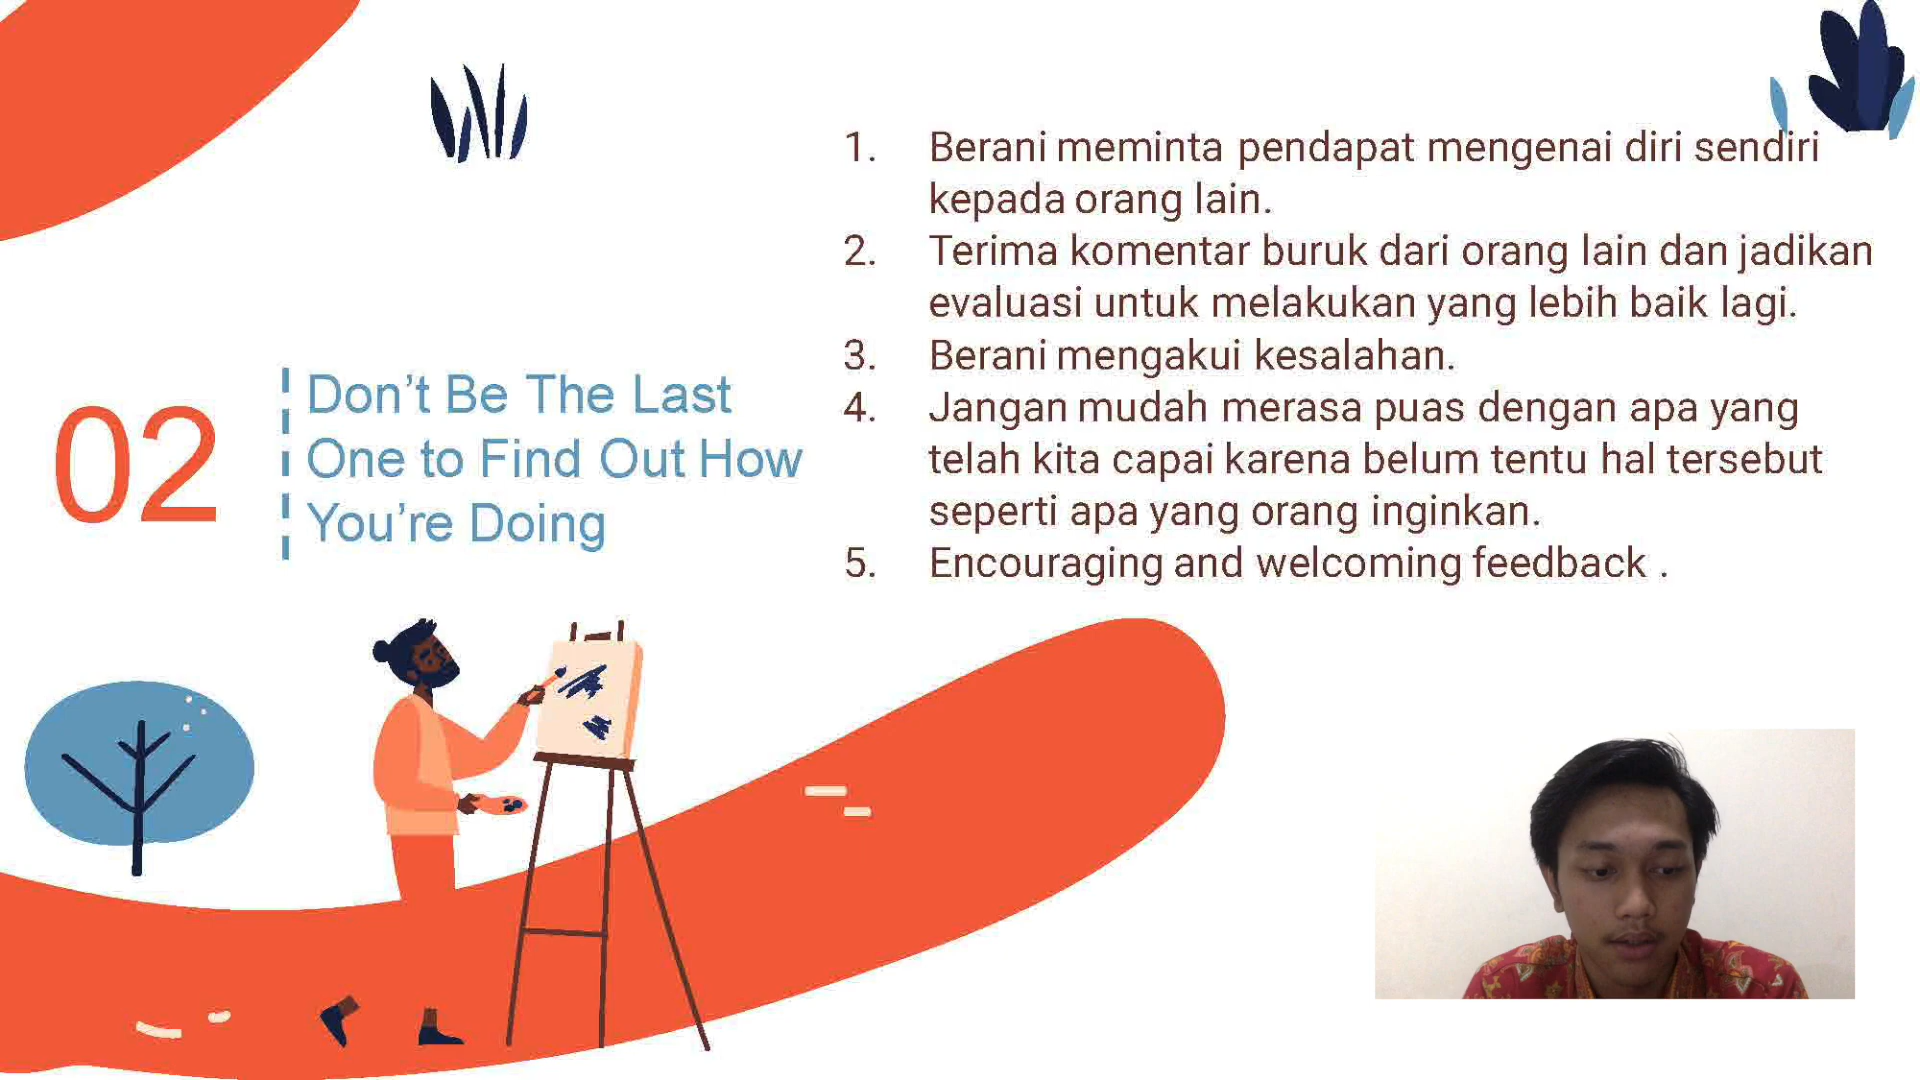 02
Don't Be The Last
One to Find Out How
You're Doing
1. Berani meminta pendapat mengenai diri sendiri
kepada orang lain.
2. Terima komentar buruk dari orang lain dan jadikan
evaluasi untuk melakukan yang lebih baik lagi.
3. Berani mengakui kesalahan.
4. Jangan mudah merasa puas dengan apa yang
telah kita capai karena belum tentu hal tersebut
seperti apa yang orang inginkan.
5. Encouraging and welcoming feedback .